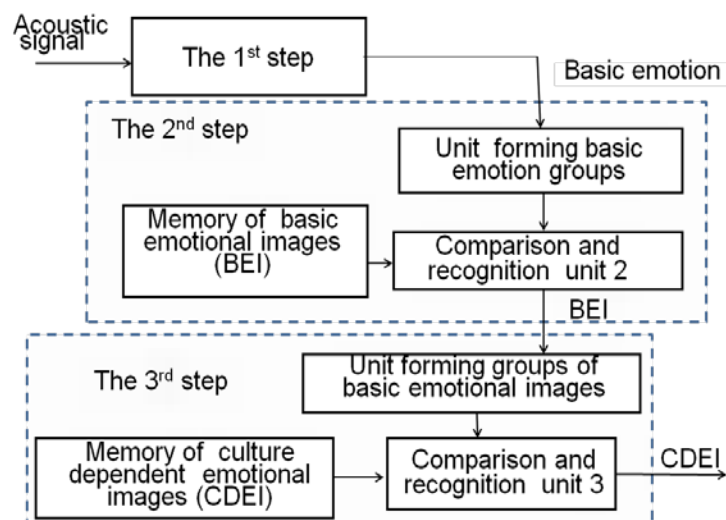 Acoustic
signal
The 1st step
Basic emotion
The 2nd step
Unit forming basic
emotion groups
Memory of basic
emotional images
(BEI)
Comparison and
recognition unit 2
BEI
Unit forming groups of
basic emotional images
The 3rd step
Memory of culture
dependent emotional
images (CDEI)
Comparison and
recognition unit 3
CDEI